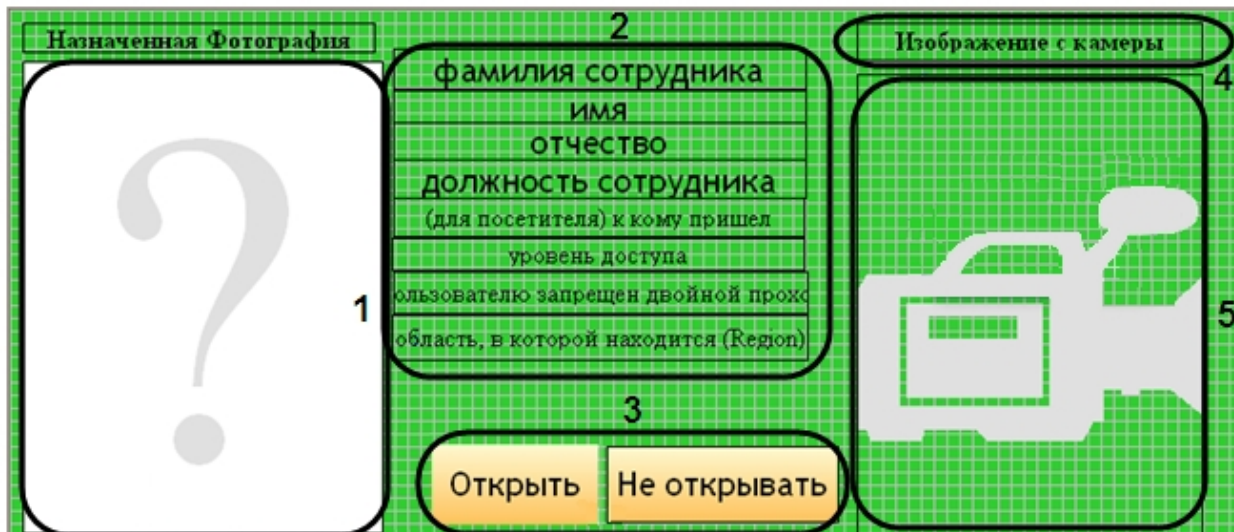 Назначенная Фотография
2
Изображение с камеры
4
фамилия сотрудника
имя
отчество
должность сотрудника
(для посетителя) к кому пришел
уровень доступа
1
ользователю запрещен двойной прохо
5
область, в которой находится (Region)
3
Открыть
Не открывать
?